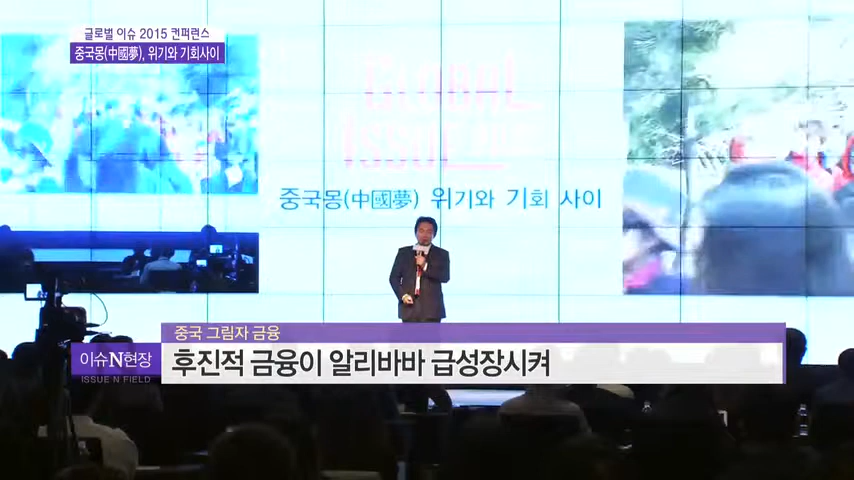 글로벌 이슈 2015 컨퍼런스
중국몽(中國夢), 위기와 기회사이
GLOBAL
ISSUE
중국몽(中國夢) 위기와 기회 사이
중국 그림자 금융
이슈N현장
ISSUE N FIELD
후진적 금융이 알리바바 급성장시켜